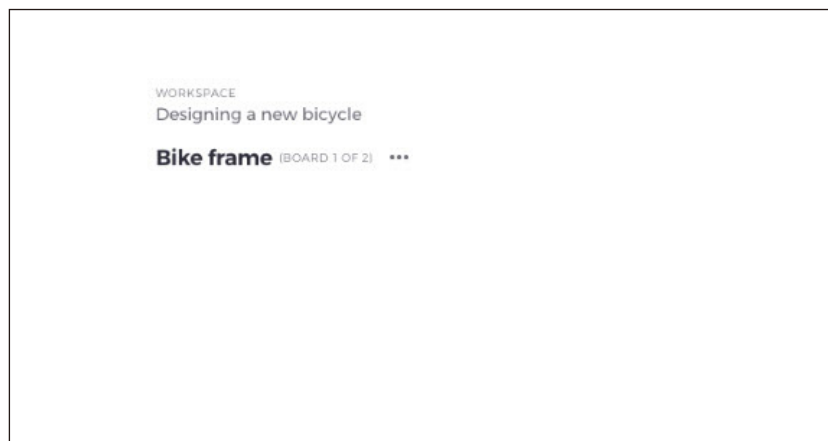 WORKSPACE
Designing a new bicycle
Bike frame (BOARD 1 OF 2) •••